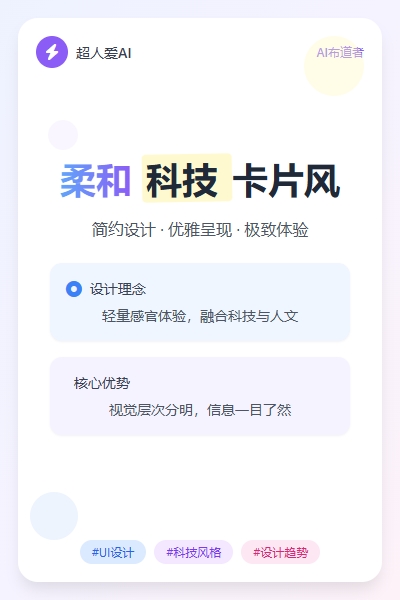 超人爱AI
AI布道者
柔和 科技 卡片风
简约设计 · 优雅呈现 · 极致体验
设计理念
轻量感官体验，融合科技与人文
核心优势
视觉层次分明，信息一目了然
#UI设计 #科技风格 #设计趋势